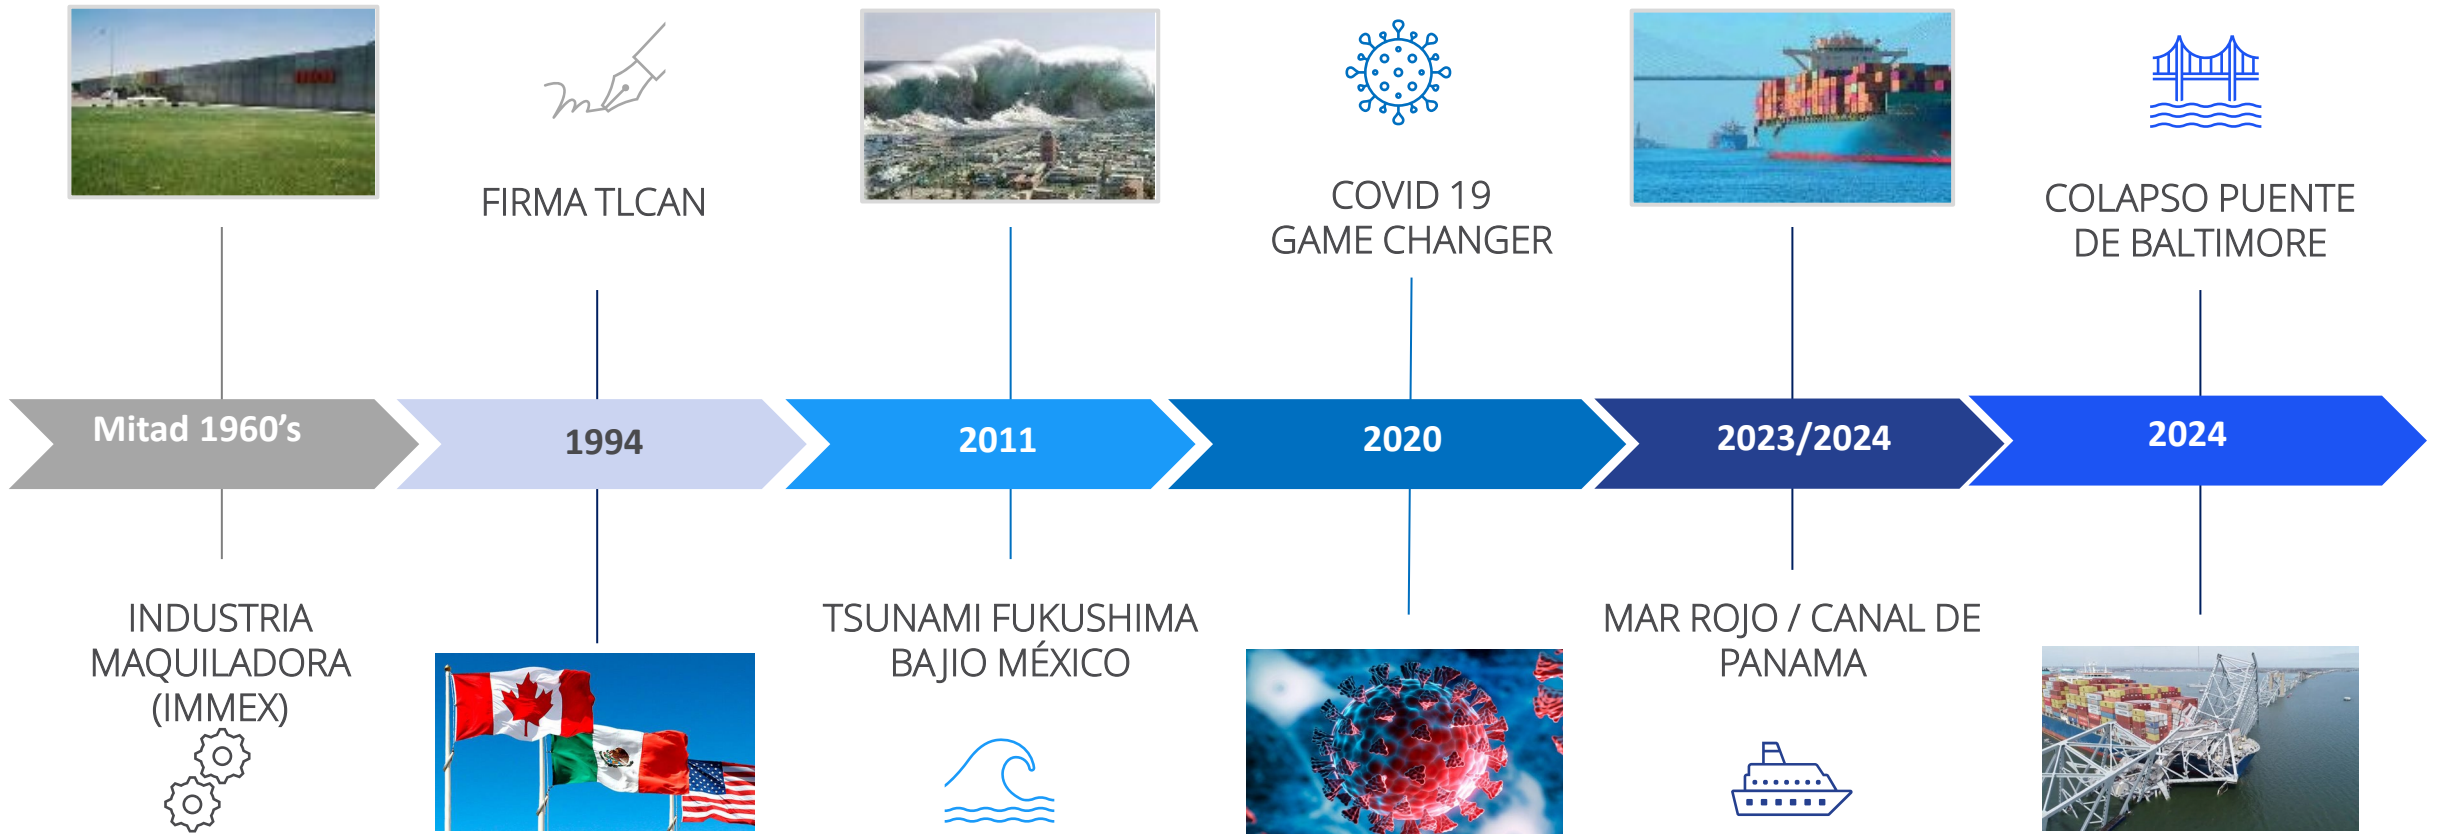 FIRMA TLCAN
COVID 19
GAME CHANGER
COLAPSO PUENTE
DE BALTIMORE
Mitad 1960’s
1994
2011
2020
2023/2024
2024
INDUSTRIA
MAQUILADORA
(IMMEX)
TSUNAMI FUKUSHIMA
BAJIO MÉXICO
MAR ROJO / CANAL DE
PANAMA